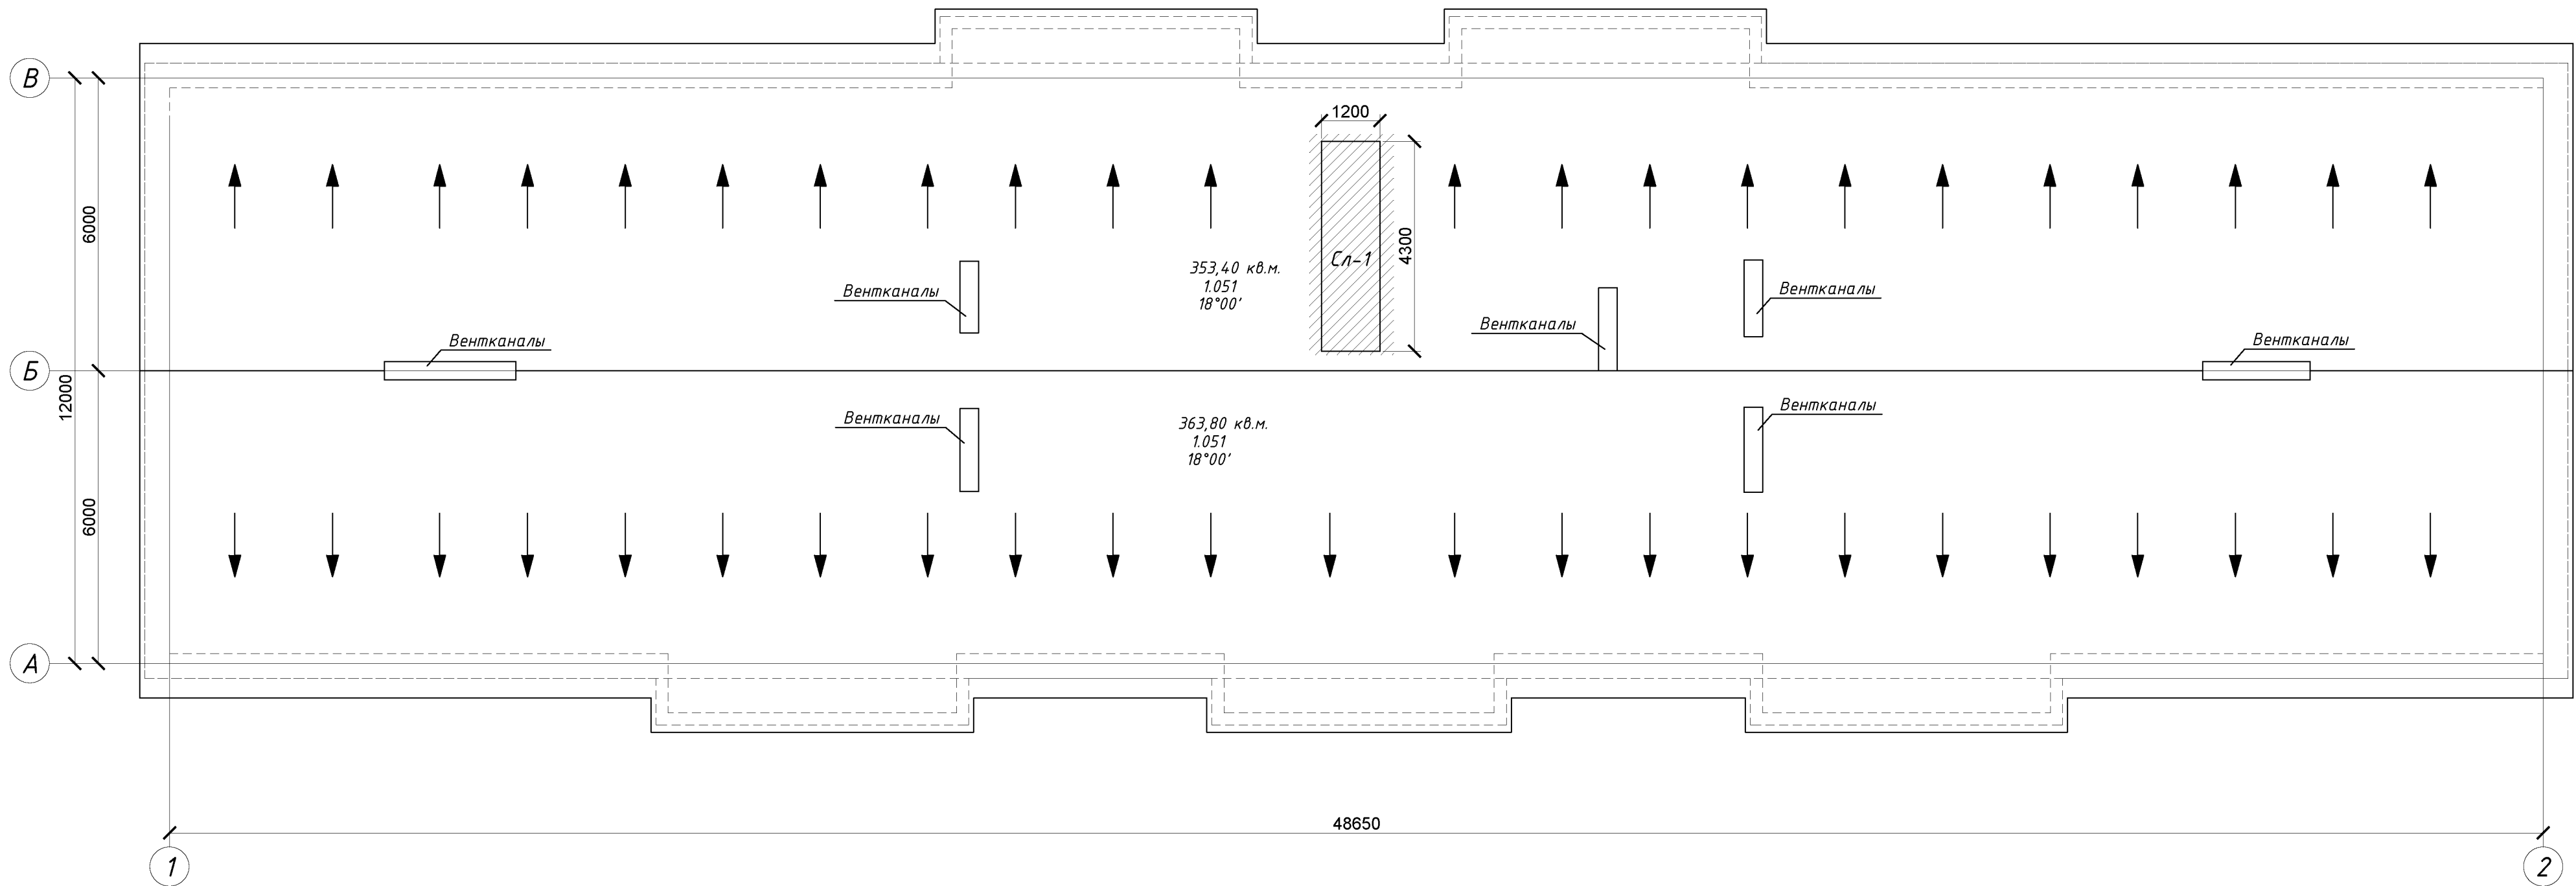 В
1200
6000
4300
Сл-1
353,40 кв.м.
1.051
18°00'
Вентканалы
Вентканалы
Вентканалы
Вентканалы
Вентканалы
Б
12000
Вентканалы
Вентканалы
363,80 кв.м.
1.051
18°00'
6000
А
48650
1
2